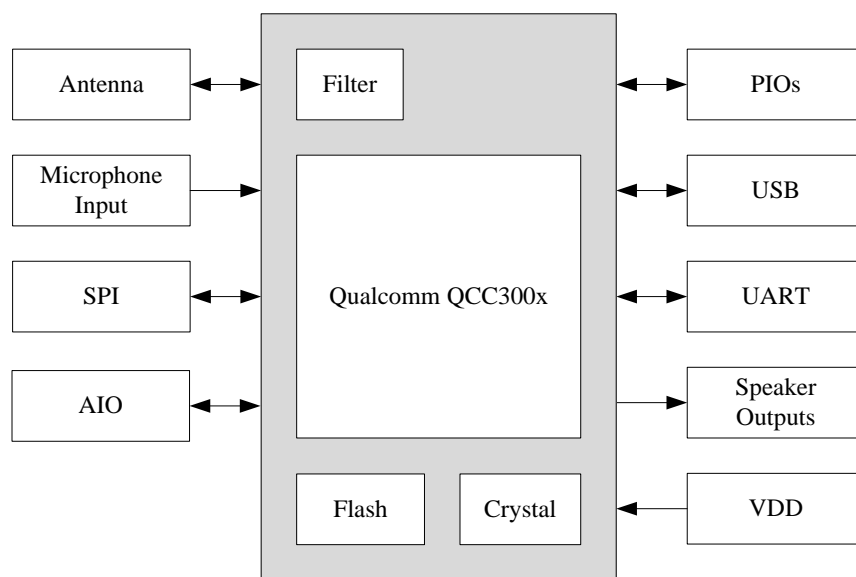 Antenna
Filter
PIOs
Microphone
Input
USB
SPI
Qualcomm QCC300x
UART
AIO
Speaker
Outputs
Flash
Crystal
VDD